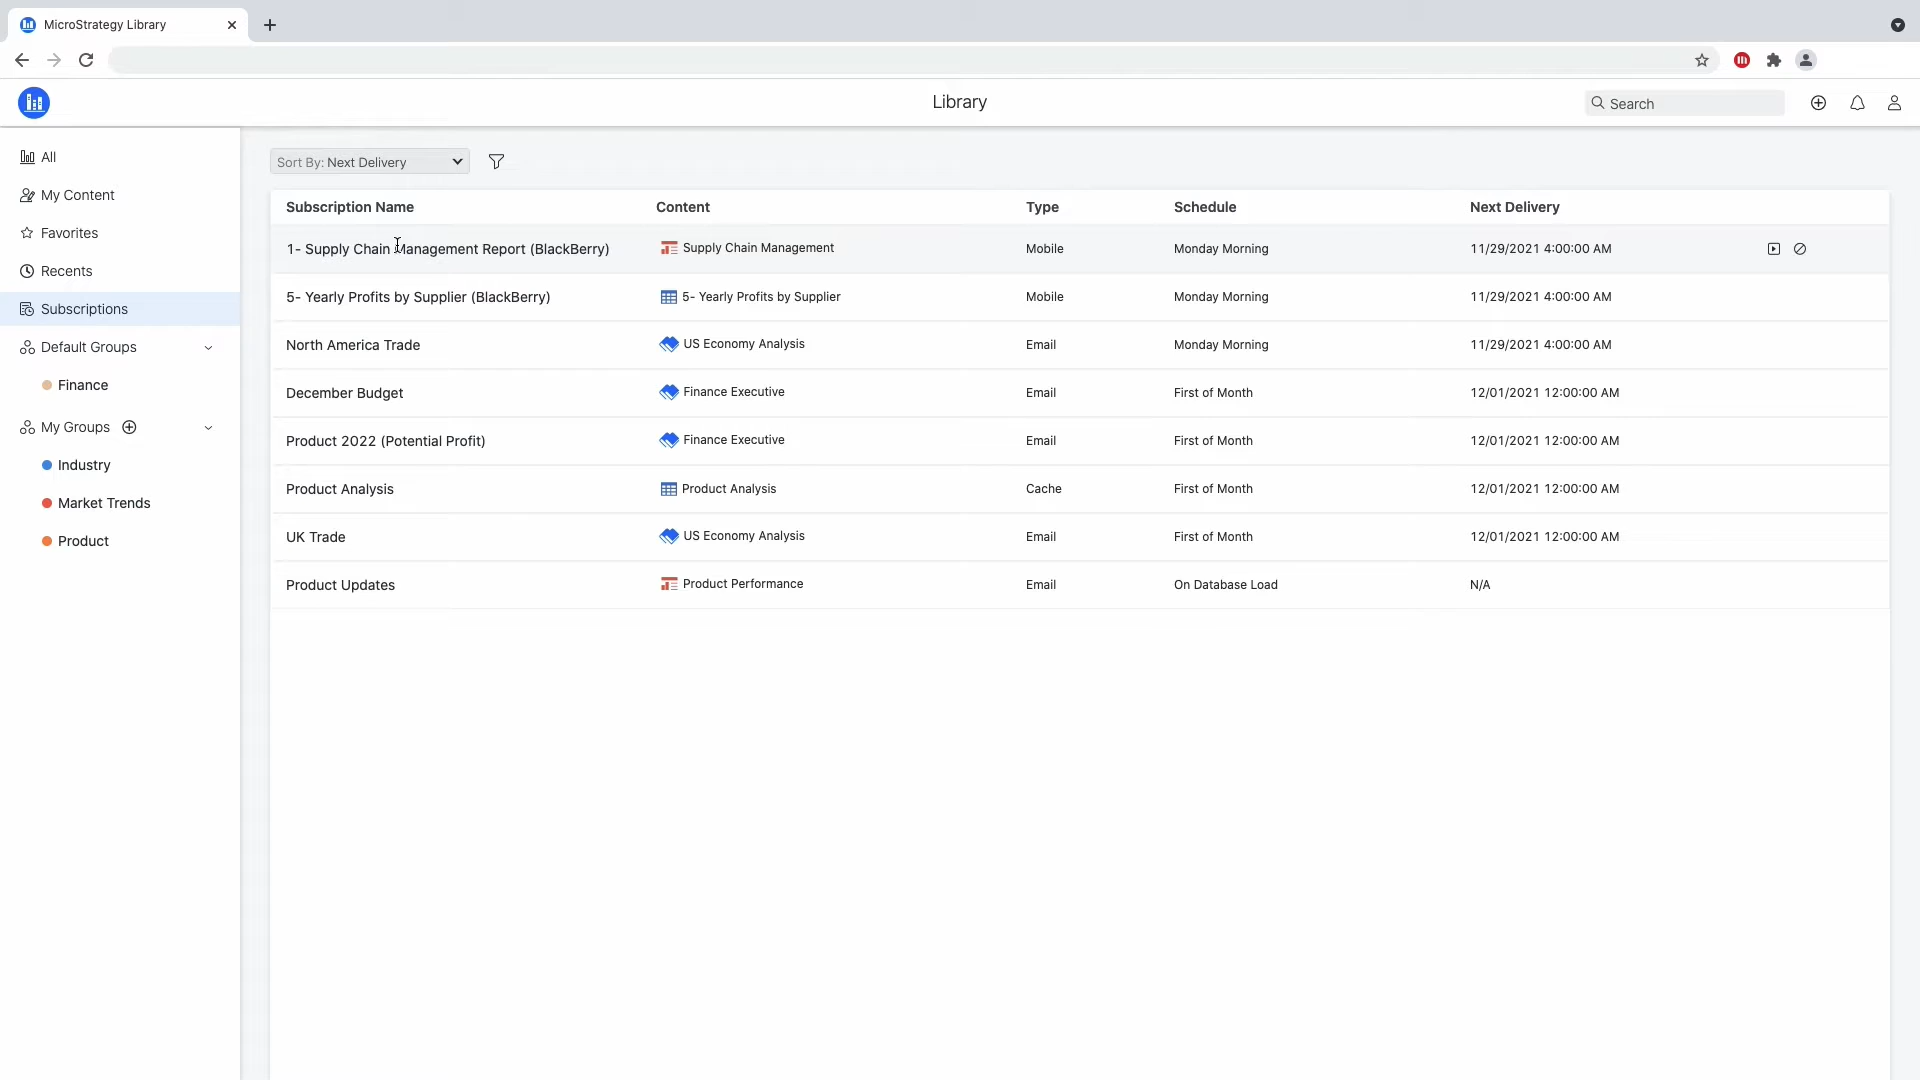 MicroStrategy Library
Library
Search
All
My Content
Favorites
Recents
Subscriptions
Default Groups
Finance
My Groups
Industry
Market Trends
Product
Sort By: Next Delivery
Subscription Name Content Type Schedule Next Delivery
1- Supply Chain Management Report (BlackBerry) Supply Chain Management Mobile Monday Morning 11/29/2021 4:00:00 AM
5- Yearly Profits by Supplier (BlackBerry) 5- Yearly Profits by Supplier Mobile Monday Morning 11/29/2021 4:00:00 AM
North America Trade US Economy Analysis Email Monday Morning 11/29/2021 4:00:00 AM
December Budget Finance Executive Email First of Month 12/01/2021 12:00:00 AM
Product 2022 (Potential Profit) Finance Executive Email First of Month 12/01/2021 12:00:00 AM
Product Analysis Product Analysis Cache First of Month 12/01/2021 12:00:00 AM
UK Trade US Economy Analysis Email First of Month 12/01/2021 12:00:00 AM
Product Updates Product Performance Email On Database Load N/A